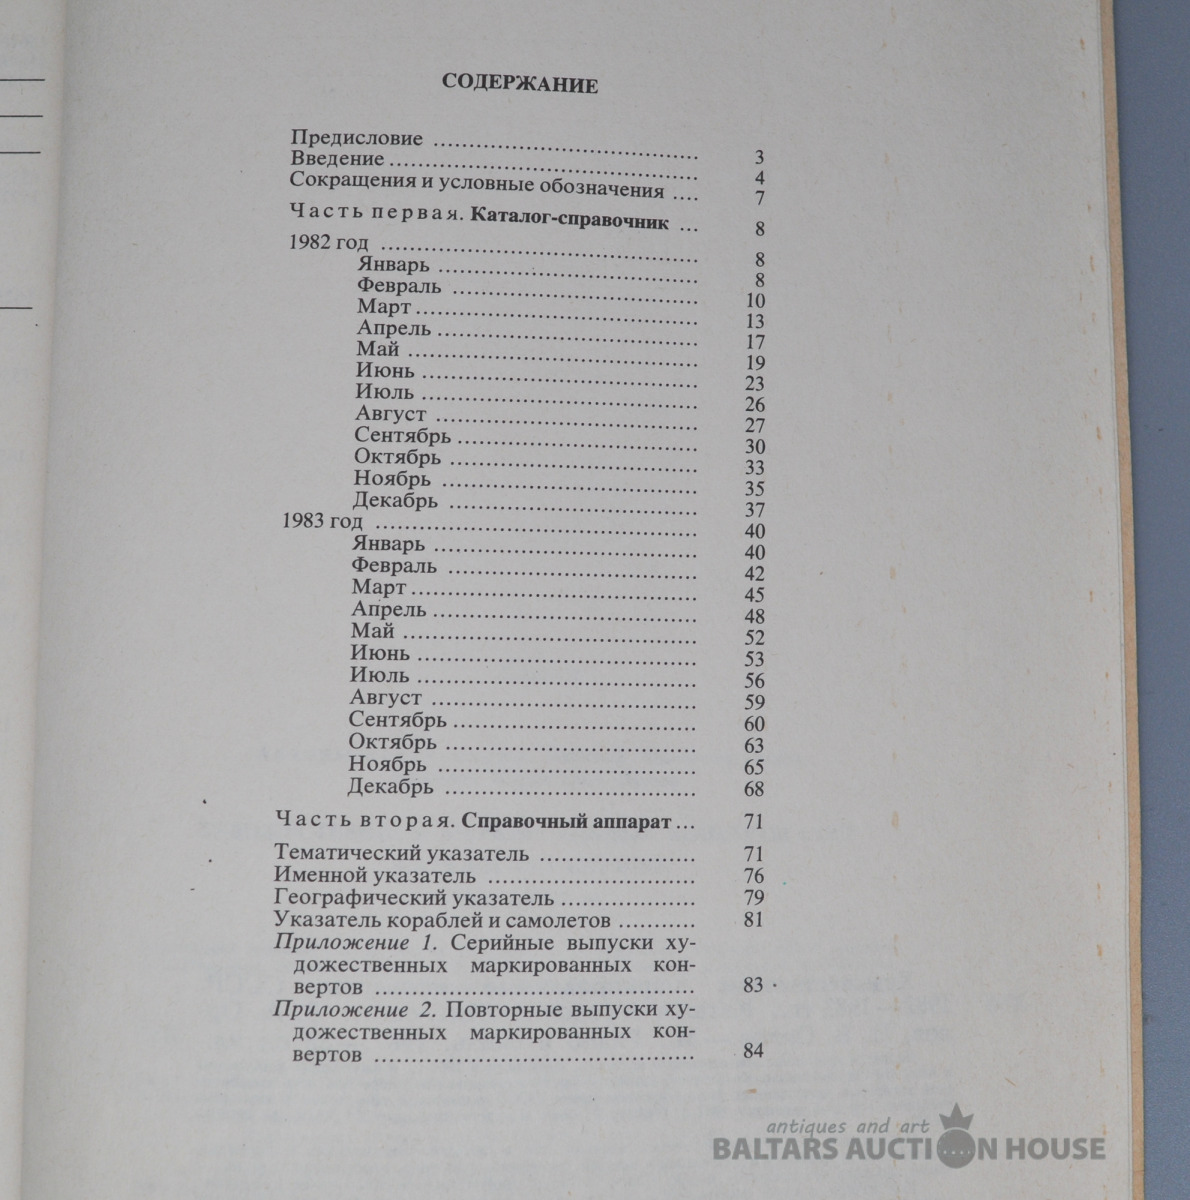 СОДЕРЖАНИЕ
Предисловие ........................................ 3
Введение ............................................. 4
Сокращения и условные обозначения .... 7
Часть первая. Каталог-справочник ... 8
1982 год ............................................. 8
Январь ..................................... 8
Февраль ................................... 10
Март ........................................ 13
Апрель ..................................... 17
Май ......................................... 19
Июнь ....................................... 23
Июль ....................................... 26
Август ..................................... 27
Сентябрь .................................. 30
Октябрь ................................... 33
Ноябрь .................................... 35
Декабрь ................................... 37
1983 год ............................................. 40
Январь ..................................... 40
Февраль ................................... 42
Март ........................................ 45
Апрель ..................................... 48
Май ......................................... 52
Июнь ....................................... 53
Июль ....................................... 56
Август ..................................... 59
Сентябрь .................................. 60
Октябрь ................................... 63
Ноябрь .................................... 65
Декабрь ................................... 68
Часть вторая. Справочный аппарат ... 71
Тематический указатель ...................... 71
Именной указатель ............................. 76
Географический указатель ................... 79
Указатель кораблей и самолетов ........... 81
Приложение 1. Серийные выпуски ху-
дожественных маркированных кон-
вертов ............................................. 83
Приложение 2. Повторные выпуски ху-
дожественных маркированных кон-
вертов ............................................. 84
antiques and art
BALTARS AUCTION HOUSE